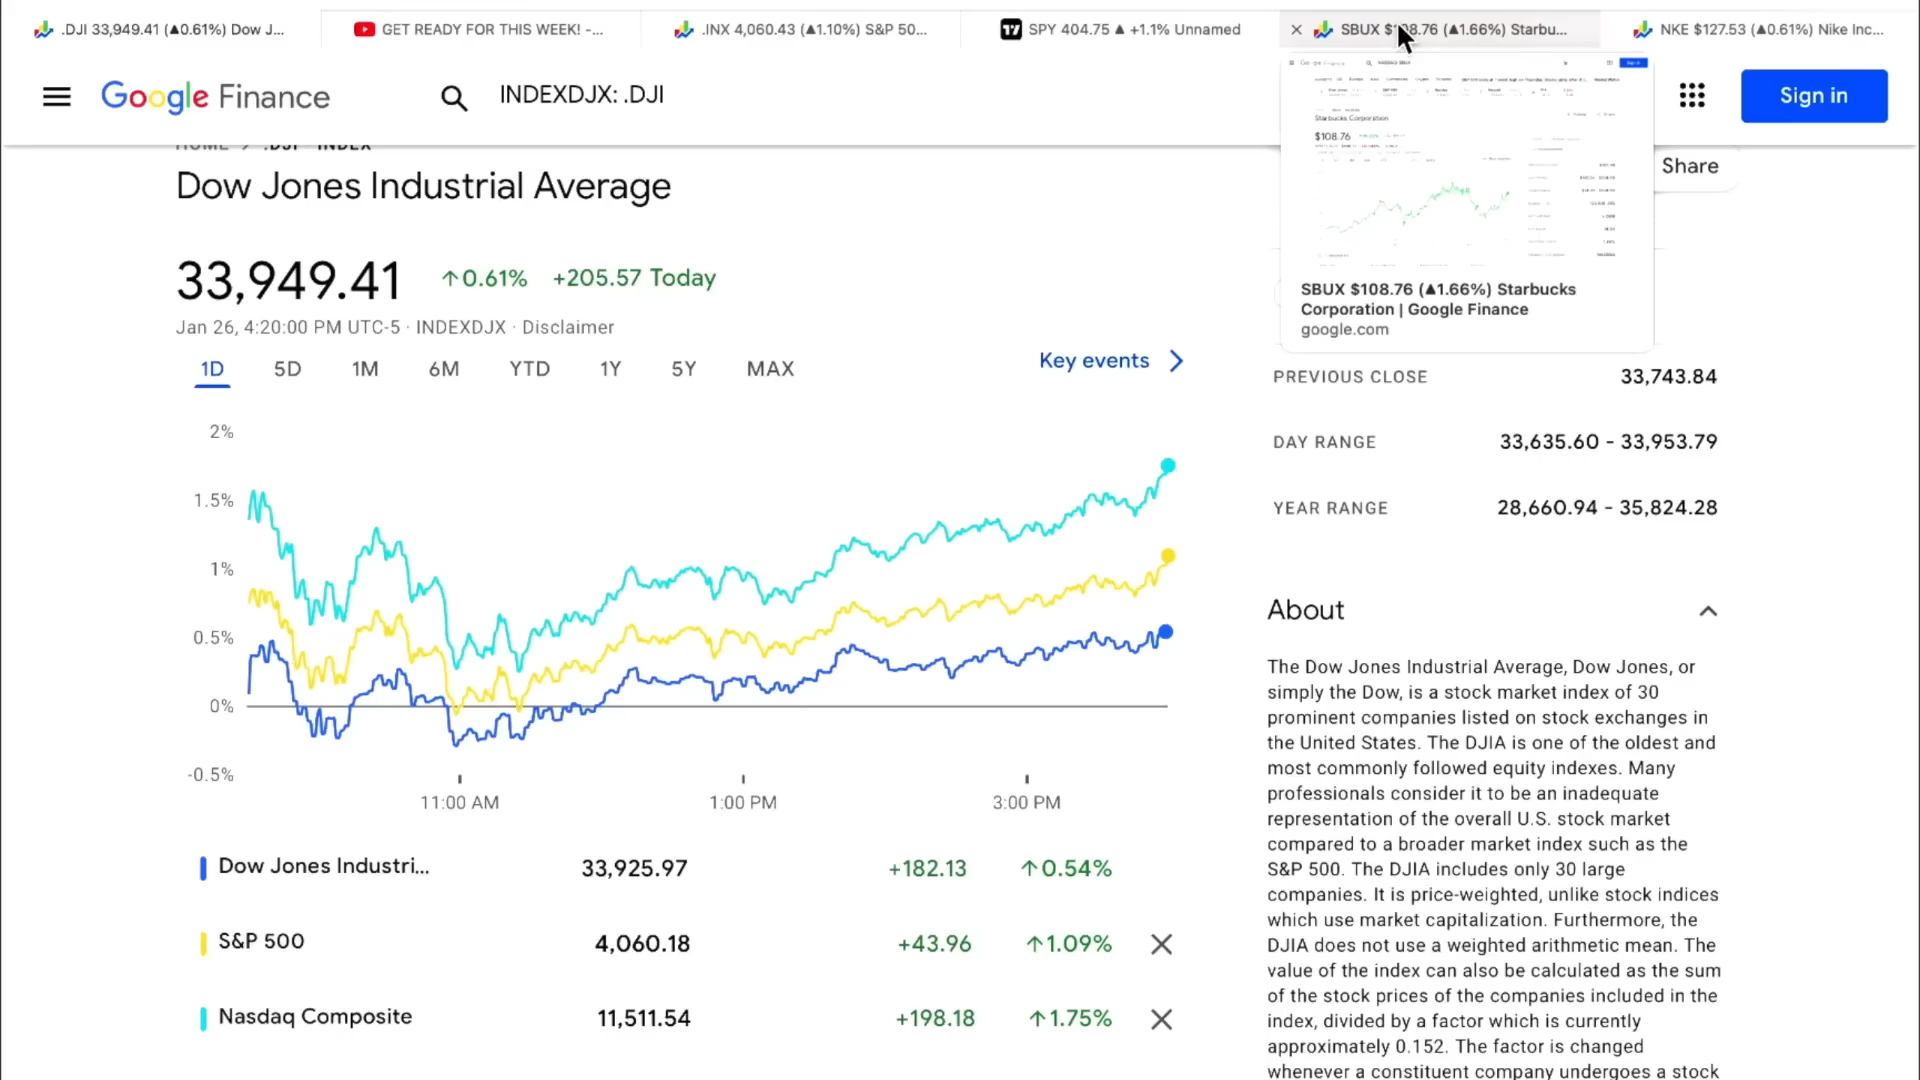 .DJI 33,949.41 (▲0.61%) Dow J...
GET READY FOR THIS WEEK! -...
.INX 4,060.43 (▲1.10%) S&P 50...
SPY 404.75 ▲ +1.1% Unnamed
SBUX $108.76 (▲1.66%) Starbu...
NKE $127.53 (▲0.61%) Nike Inc...
Google Finance
INDEXDJX: .DJI
Sign in
HOME > .DJI · INDEX
Share
Dow Jones Industrial Average
Starbucks Corporation
$108.76
33,949.41 ↑0.61% +205.57 Today
SBUX $108.76 (▲1.66%) Starbucks
Corporation | Google Finance
google.com
Jan 26, 4:20:00 PM UTC-5 · INDEXDJX · Disclaimer
1D 5D 1M 6M YTD 1Y 5Y MAX
Key events
PREVIOUS CLOSE 33,743.84
DAY RANGE 33,635.60 - 33,953.79
YEAR RANGE 28,660.94 - 35,824.28
2%
1.5%
1%
0.5%
0%
-0.5%
11:00 AM 1:00 PM 3:00 PM
Dow Jones Industri... 33,925.97 +182.13 ↑0.54%
S&P 500 4,060.18 +43.96 ↑1.09%
Nasdaq Composite 11,511.54 +198.18 ↑1.75%
About
The Dow Jones Industrial Average, Dow Jones, or
simply the Dow, is a stock market index of 30
prominent companies listed on stock exchanges in
the United States. The DJIA is one of the oldest and
most commonly followed equity indexes. Many
professionals consider it to be an inadequate
representation of the overall U.S. stock market
compared to a broader market index such as the
S&P 500. The DJIA includes only 30 large
companies. It is price-weighted, unlike stock indices
which use market capitalization. Furthermore, the
DJIA does not use a weighted arithmetic mean. The
value of the index can also be calculated as the sum
of the stock prices of the companies included in the
index, divided by a factor which is currently
approximately 0.152. The factor is changed
whenever a constituent company undergoes a stock